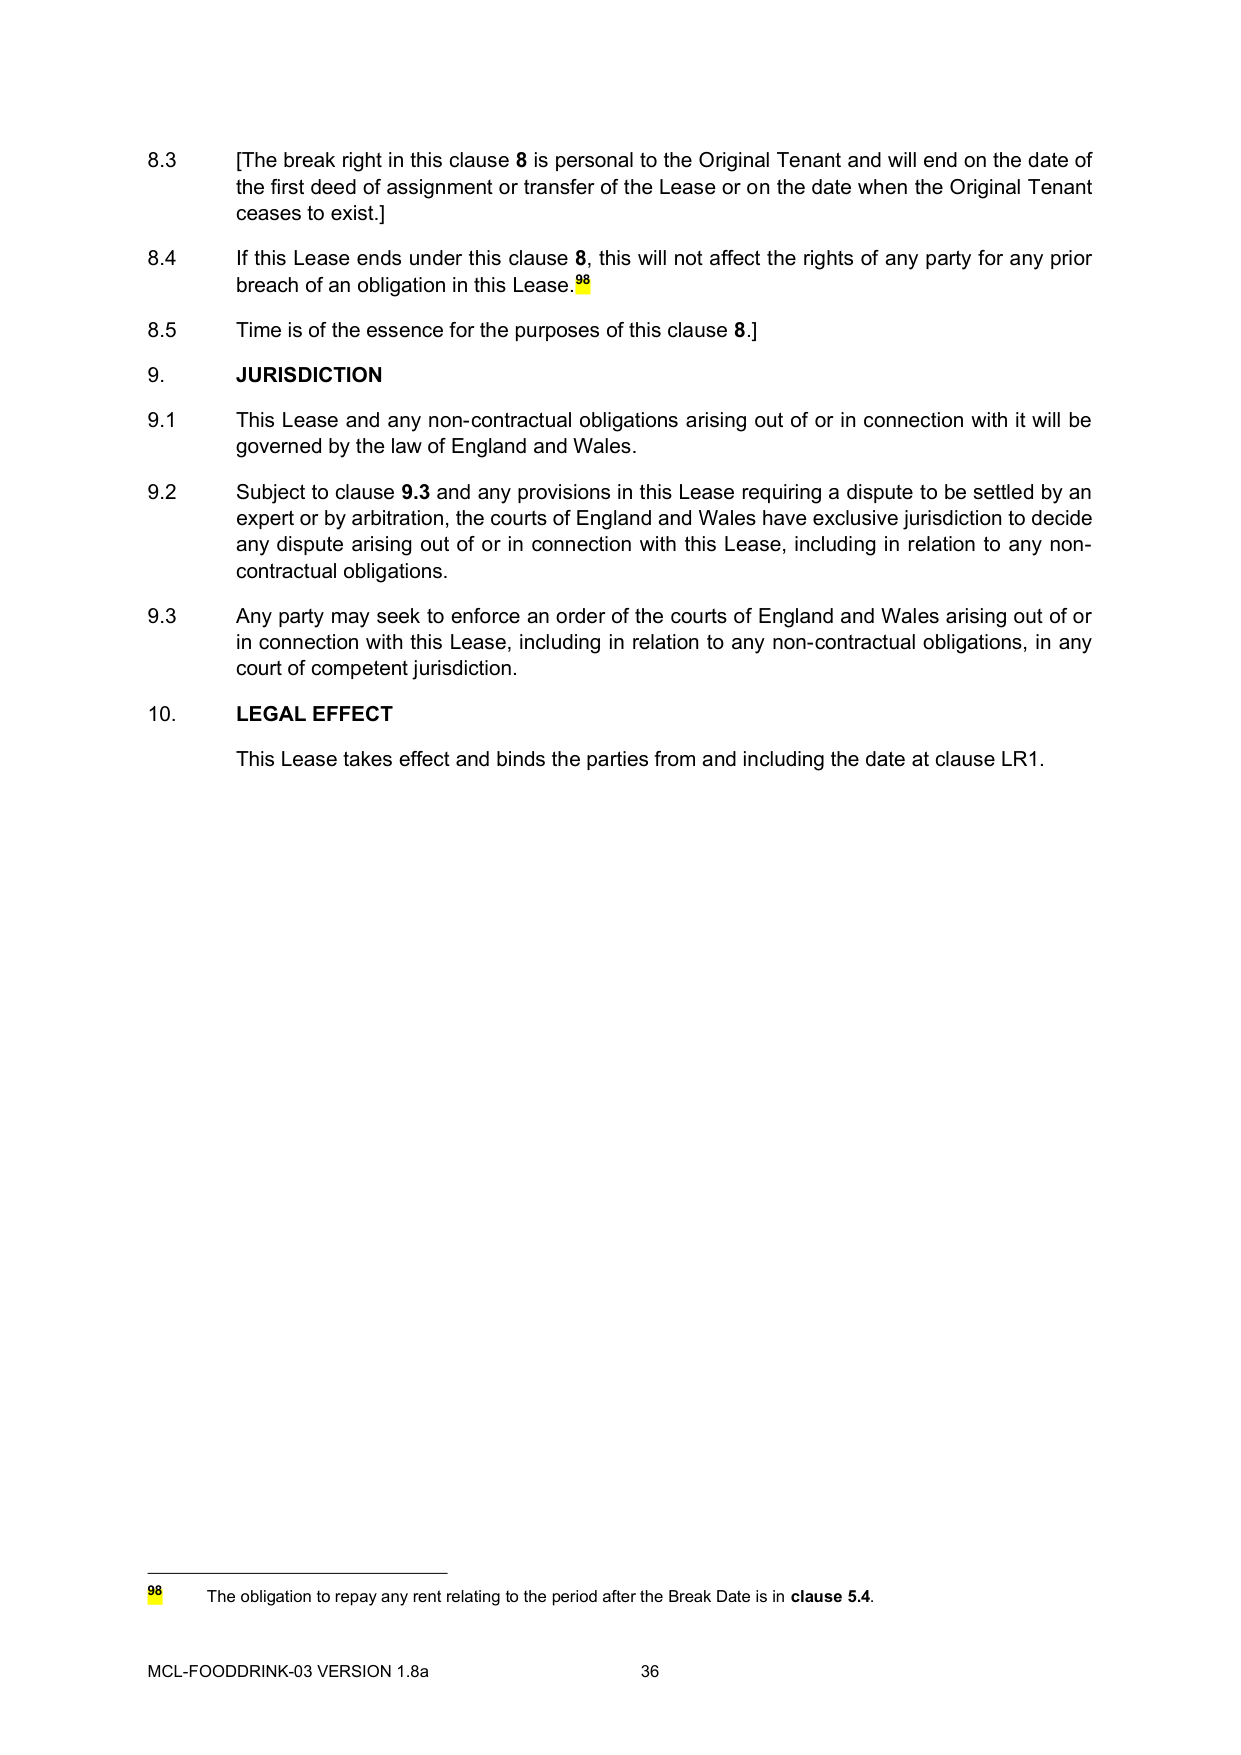 8.3 [The break right in this clause 8 is personal to the Original Tenant and will end on the date of
the first deed of assignment or transfer of the Lease or on the date when the Original Tenant
ceases to exist.]
8.4 If this Lease ends under this clause 8, this will not affect the rights of any party for any prior
breach of an obligation in this Lease.98
8.5 Time is of the essence for the purposes of this clause 8.]
9. JURISDICTION
9.1 This Lease and any non-contractual obligations arising out of or in connection with it will be
governed by the law of England and Wales.
9.2 Subject to clause 9.3 and any provisions in this Lease requiring a dispute to be settled by an
expert or by arbitration, the courts of England and Wales have exclusive jurisdiction to decide
any dispute arising out of or in connection with this Lease, including in relation to any non-
contractual obligations.
9.3 Any party may seek to enforce an order of the courts of England and Wales arising out of or
in connection with this Lease, including in relation to any non-contractual obligations, in any
court of competent jurisdiction.
10. LEGAL EFFECT
This Lease takes effect and binds the parties from and including the date at clause LR1.
98 The obligation to repay any rent relating to the period after the Break Date is in clause 5.4.
MCL-FOODDRINK-03 VERSION 1.8a 36